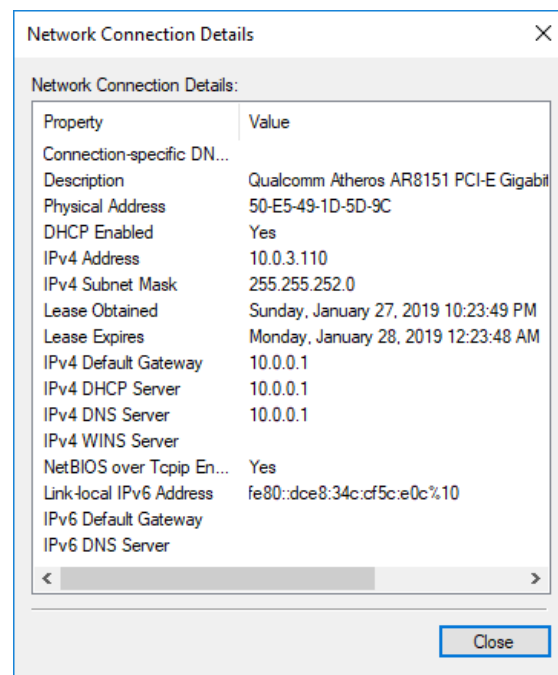 Network Connection Details
Network Connection Details:
Property Value
Connection-specific DN...
Description Qualcomm Atheros AR8151 PCI-E Gigabit
Physical Address 50-E5-49-1D-5D-9C
DHCP Enabled Yes
IPv4 Address 10.0.3.110
IPv4 Subnet Mask 255.255.252.0
Lease Obtained Sunday, January 27, 2019 10:23:49 PM
Lease Expires Monday, January 28, 2019 12:23:48 AM
IPv4 Default Gateway 10.0.0.1
IPv4 DHCP Server 10.0.0.1
IPv4 DNS Server 10.0.0.1
IPv4 WINS Server
NetBIOS over Tcpip En... Yes
Link-local IPv6 Address fe80::dce8:34c:cf5c:e0c%10
IPv6 Default Gateway
IPv6 DNS Server
Close